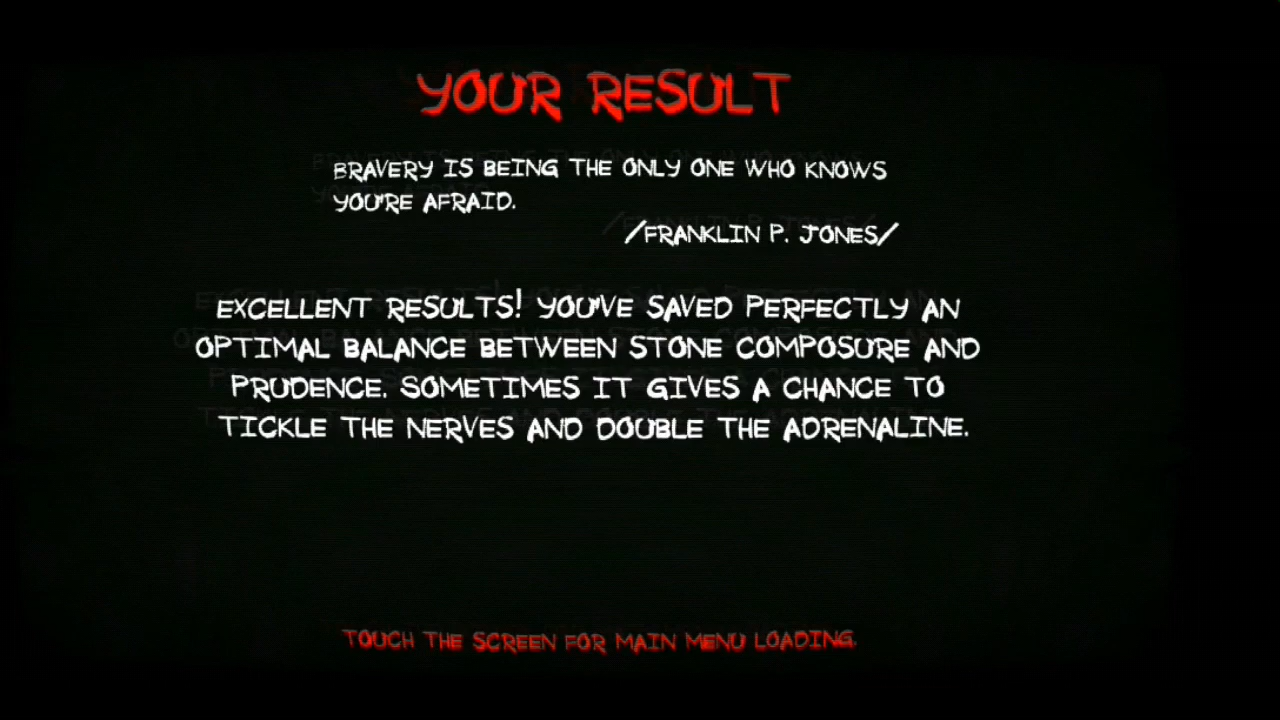 YOUR RESULT
BRAVERY IS BEING THE ONLY ONE WHO KNOWS
YOU'RE AFRAID.
/FRANKLIN P. JONES/
EXCELLENT RESULTS! YOU'VE SAVED PERFECTLY AN
OPTIMAL BALANCE BETWEEN STONE COMPOSURE AND
PRUDENCE. SOMETIMES IT GIVES A CHANCE TO
TICKLE THE NERVES AND DOUBLE THE ADRENALINE.
TOUCH THE SCREEN FOR MAIN MENU LOADING.